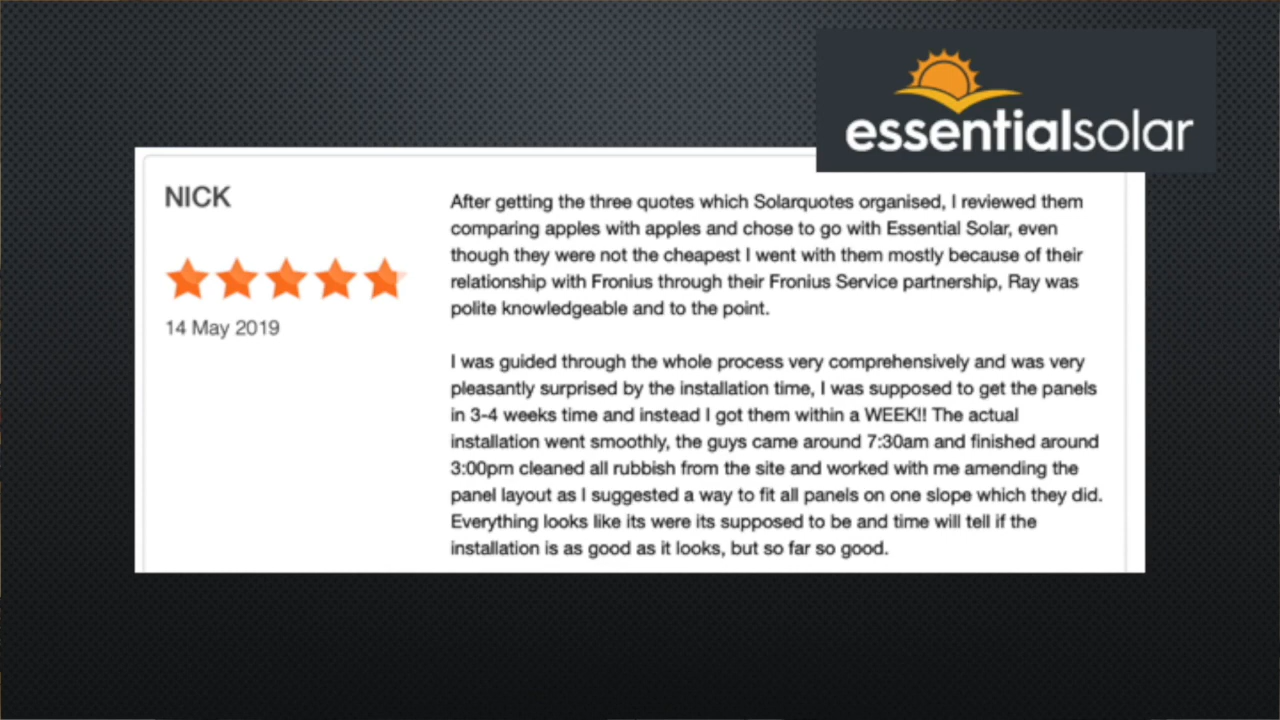 essentialsolar
NICK
14 May 2019
After getting the three quotes which Solarquotes organised, I reviewed them
comparing apples with apples and chose to go with Essential Solar, even
though they were not the cheapest I went with them mostly because of their
relationship with Fronius through their Fronius Service partnership, Ray was
polite knowledgeable and to the point.
I was guided through the whole process very comprehensively and was very
pleasantly surprised by the installation time, I was supposed to get the panels
in 3-4 weeks time and instead I got them within a WEEK!! The actual
installation went smoothly, the guys came around 7:30am and finished around
3:00pm cleaned all rubbish from the site and worked with me amending the
panel layout as I suggested a way to fit all panels on one slope which they did.
Everything looks like its were its supposed to be and time will tell if the
installation is as good as it looks, but so far so good.